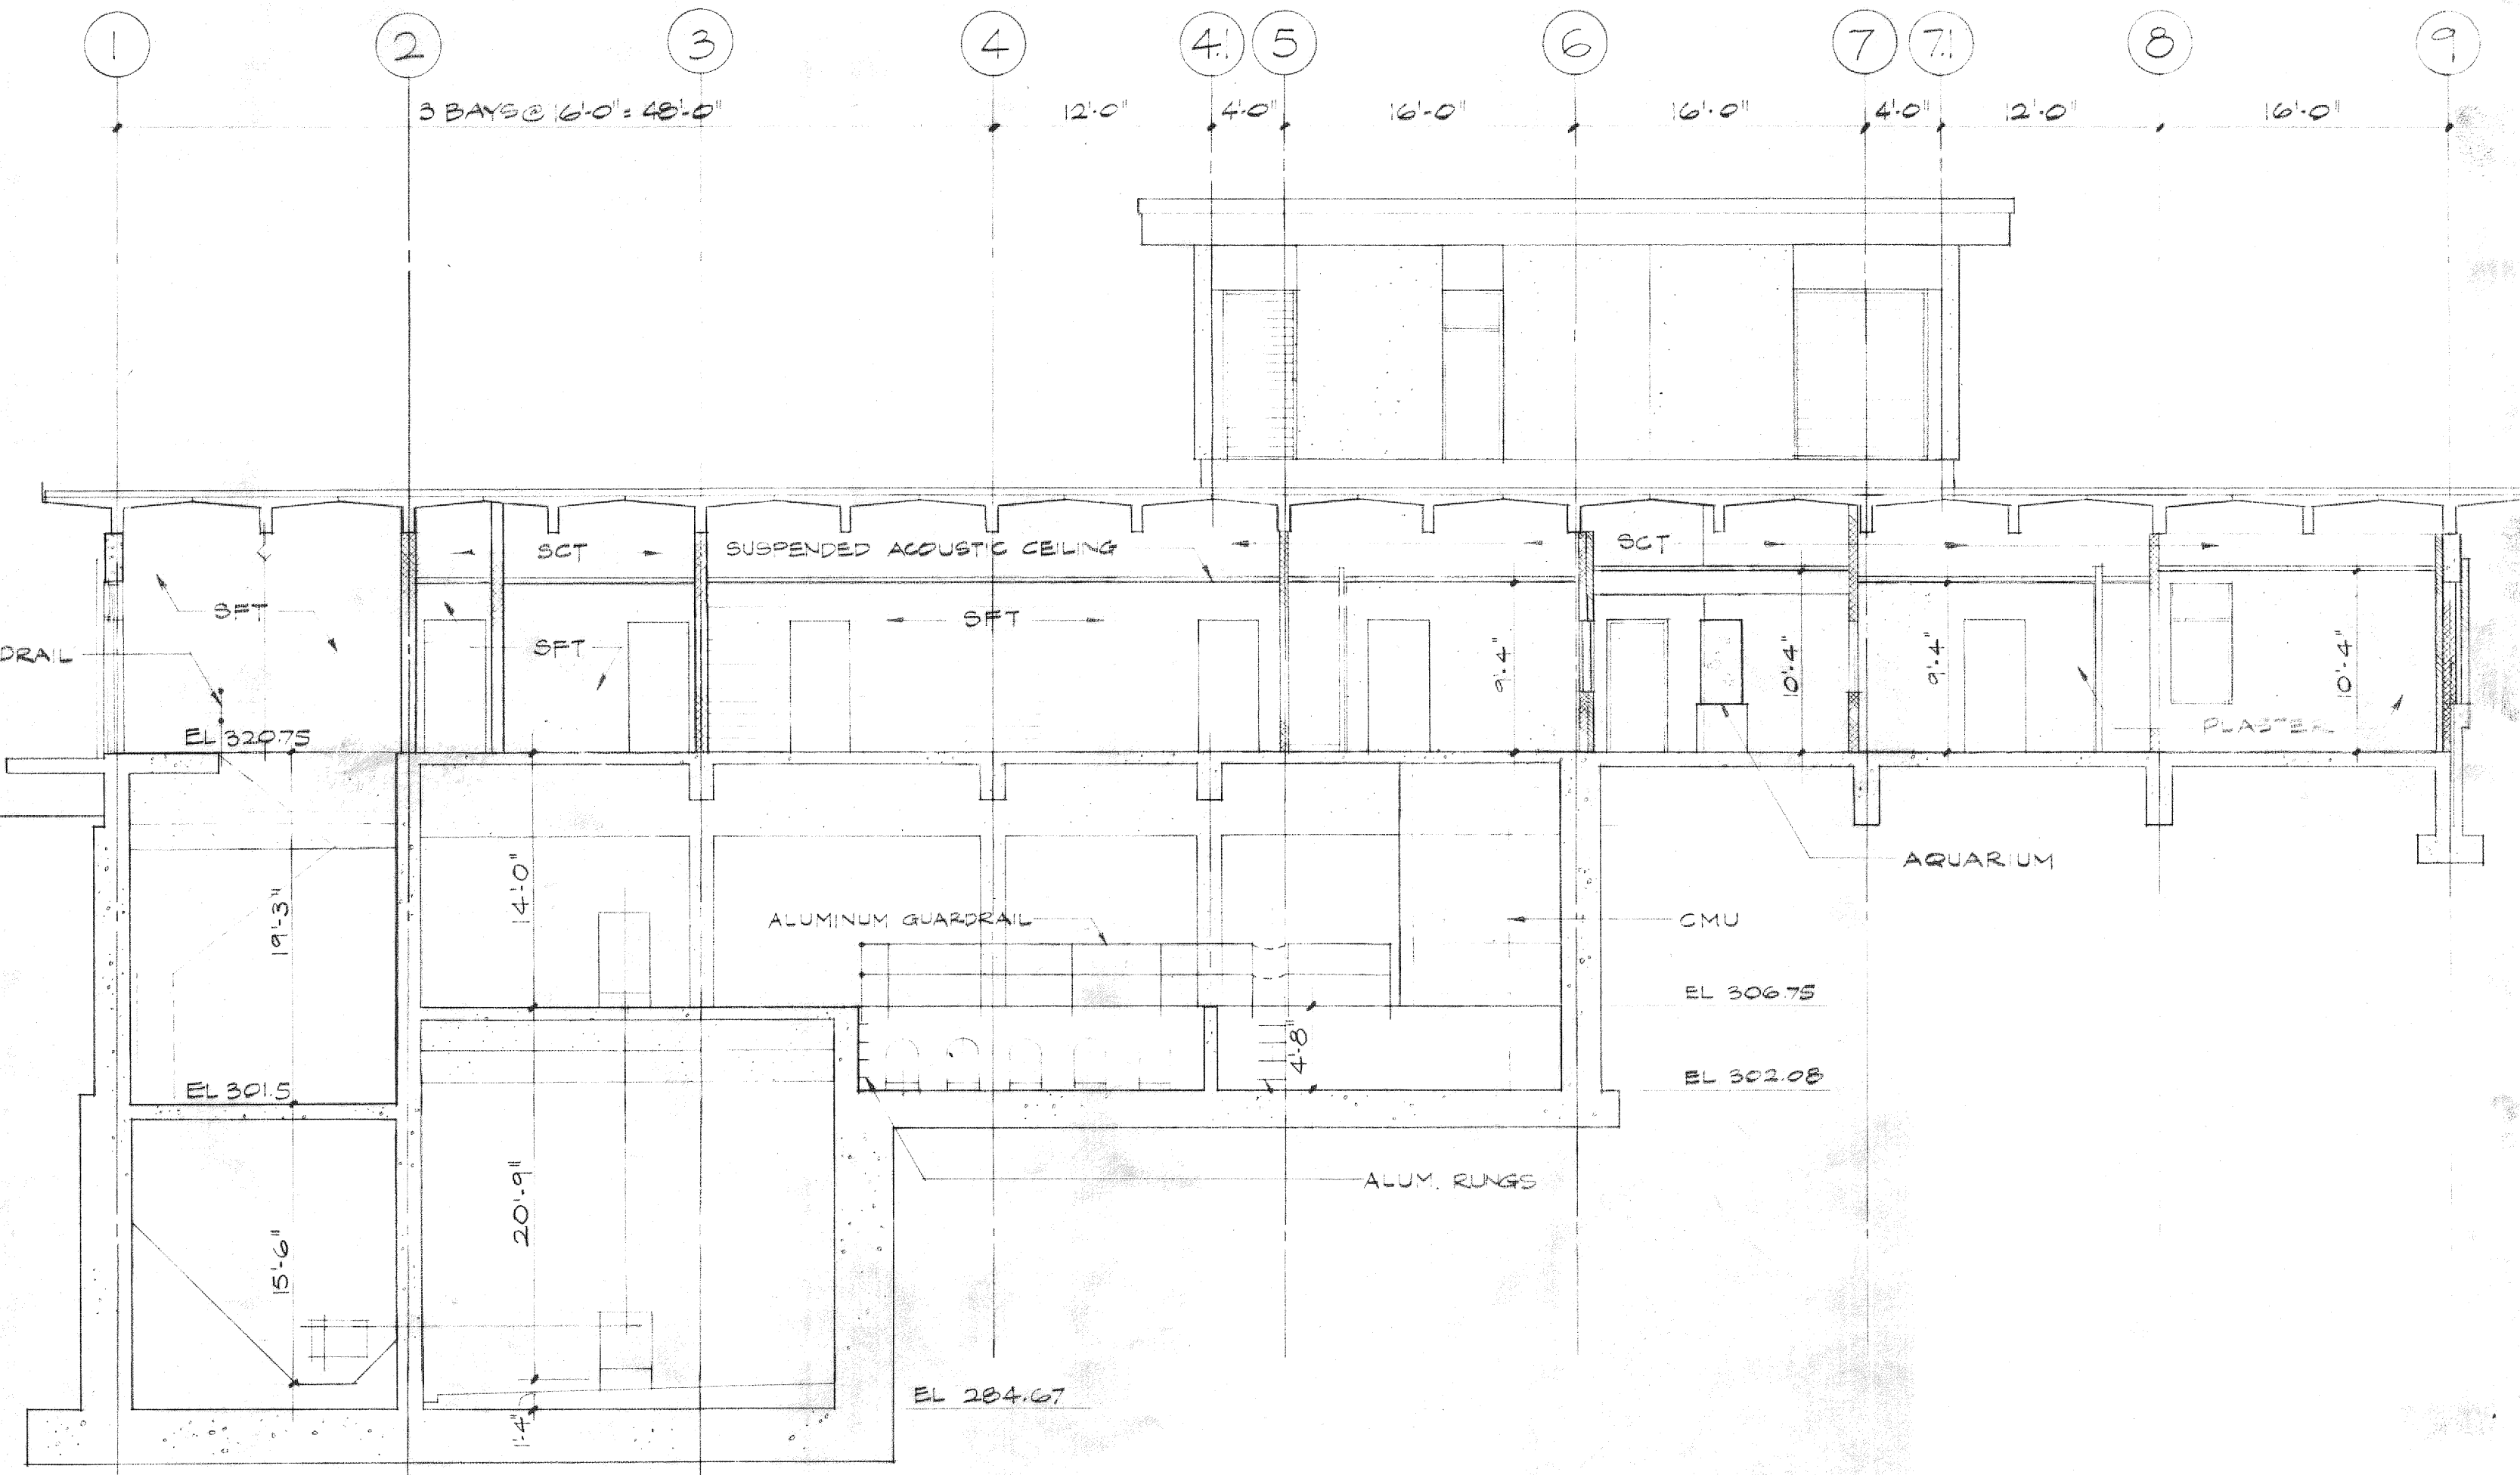 1 2 3 4 4.1 5 6 7 7.1 8 9
3 BAYS @ 16'-0" = 48'-0" 12'-0" 4'-0" 16'-0" 16'-0" 4'-0" 12'-0" 16'-0"
SCT
SUSPENDED ACOUSTIC CEILING
SCT
SFT
SFT
SFT
DRAIL
9'-4"
10'-4"
9'-4"
10'-4"
EL 320.75
PLASTER
AQUARIUM
14'-0"
19'-3"
ALUMINUM GUARDRAIL
CMU
EL 306.75
4'-8"
EL 301.5
EL 302.08
ALUM. RUNGS
20'-9"
15'-6"
EL 284.67
1'-4"